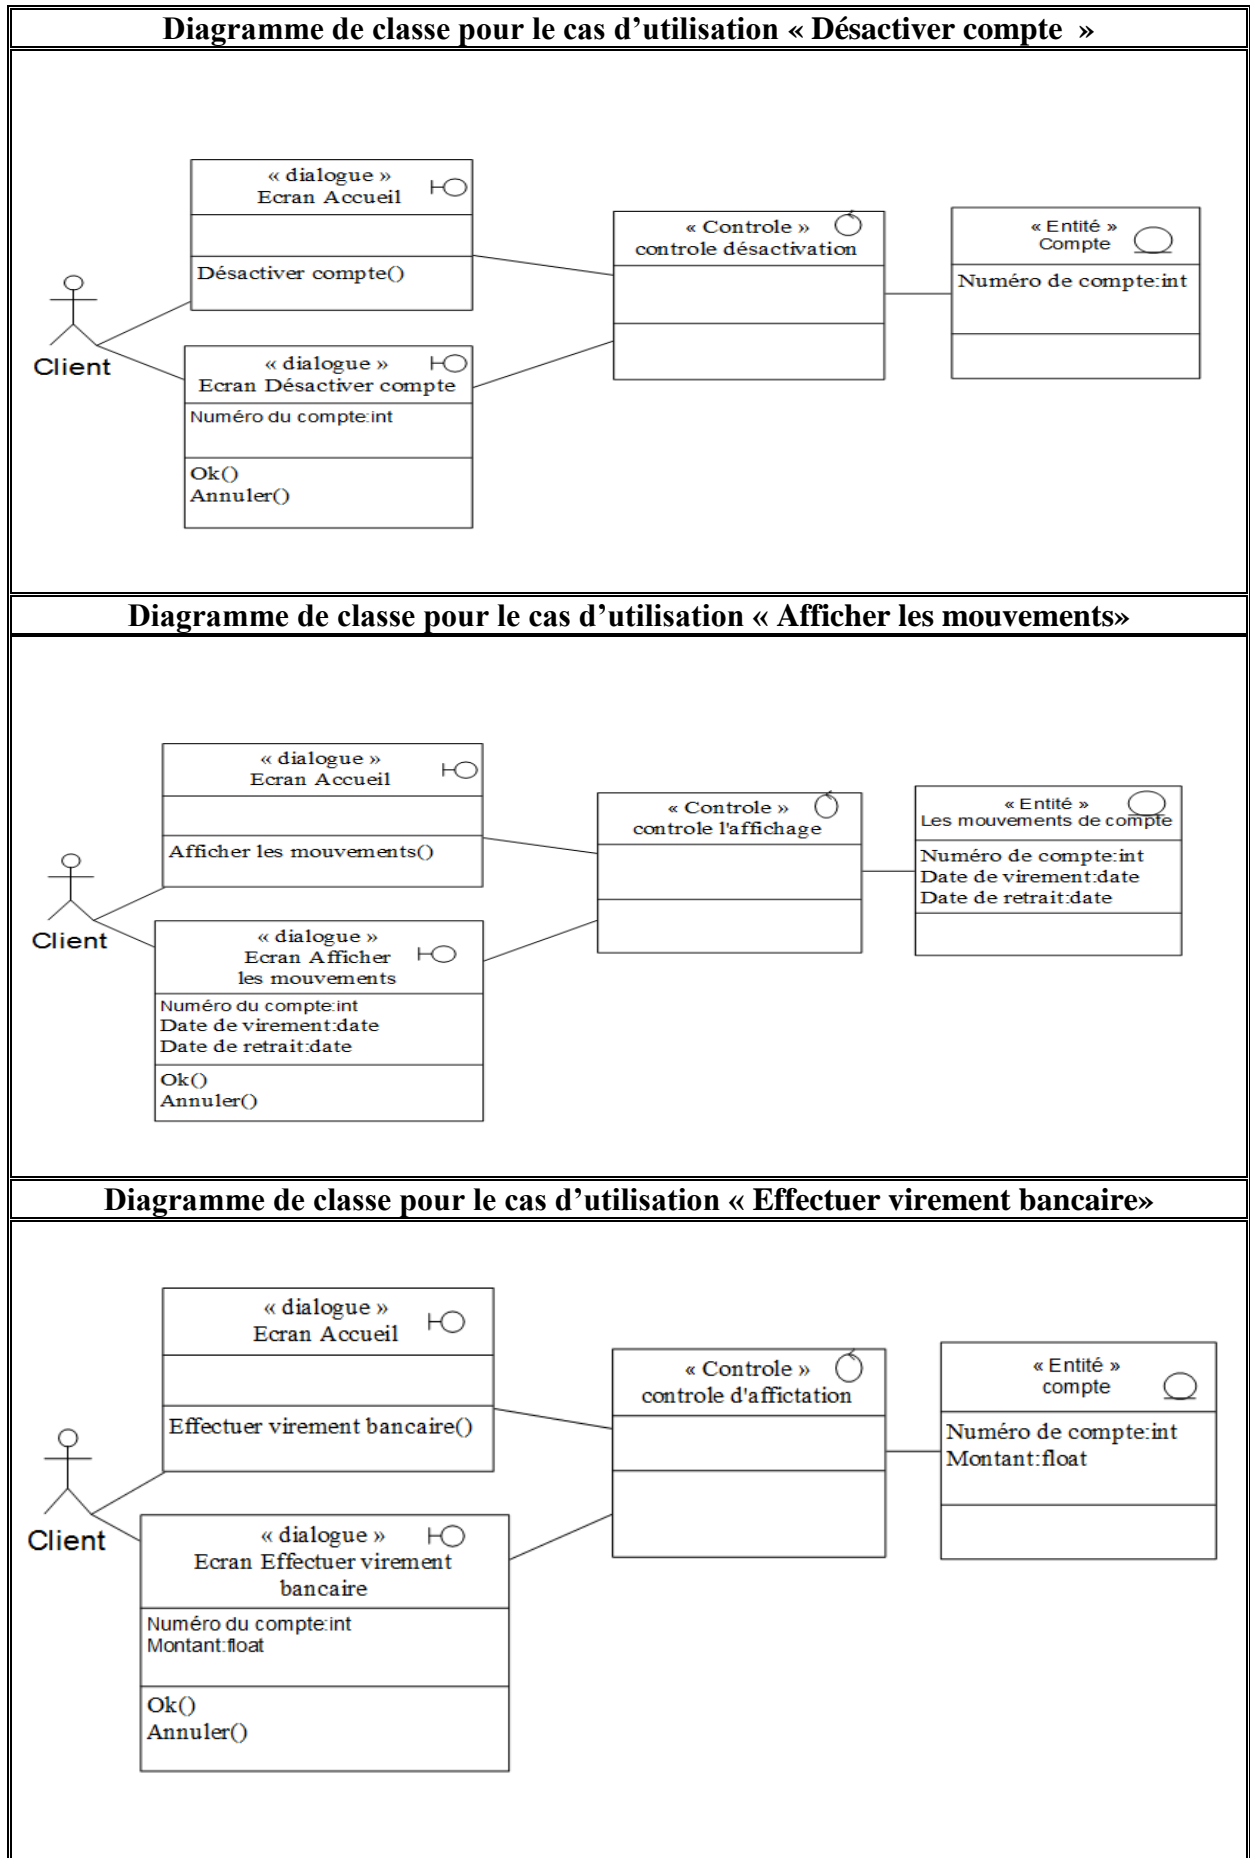 Diagramme de classe pour le cas d’utilisation « Désactiver compte »
« dialogue »
Ecran Accueil
Désactiver compte()
Client
« dialogue »
Ecran Désactiver compte
Numéro du compte:int
Ok()
Annuler()
« Controle »
controle désactivation
« Entité »
Compte
Numéro de compte:int
Diagramme de classe pour le cas d’utilisation « Afficher les mouvements»
« dialogue »
Ecran Accueil
Afficher les mouvements()
Client
« dialogue »
Ecran Afficher
les mouvements
Numéro du compte:int
Date de virement:date
Date de retrait:date
Ok()
Annuler()
« Controle »
controle l'affichage
« Entité »
Les mouvements de compte
Numéro de compte:int
Date de virement:date
Date de retrait:date
Diagramme de classe pour le cas d’utilisation « Effectuer virement bancaire»
« dialogue »
Ecran Accueil
Effectuer virement bancaire()
Client
« dialogue »
Ecran Effectuer virement
bancaire
Numéro du compte:int
Montant:float
Ok()
Annuler()
« Controle »
controle d'affictation
« Entité »
compte
Numéro de compte:int
Montant:float